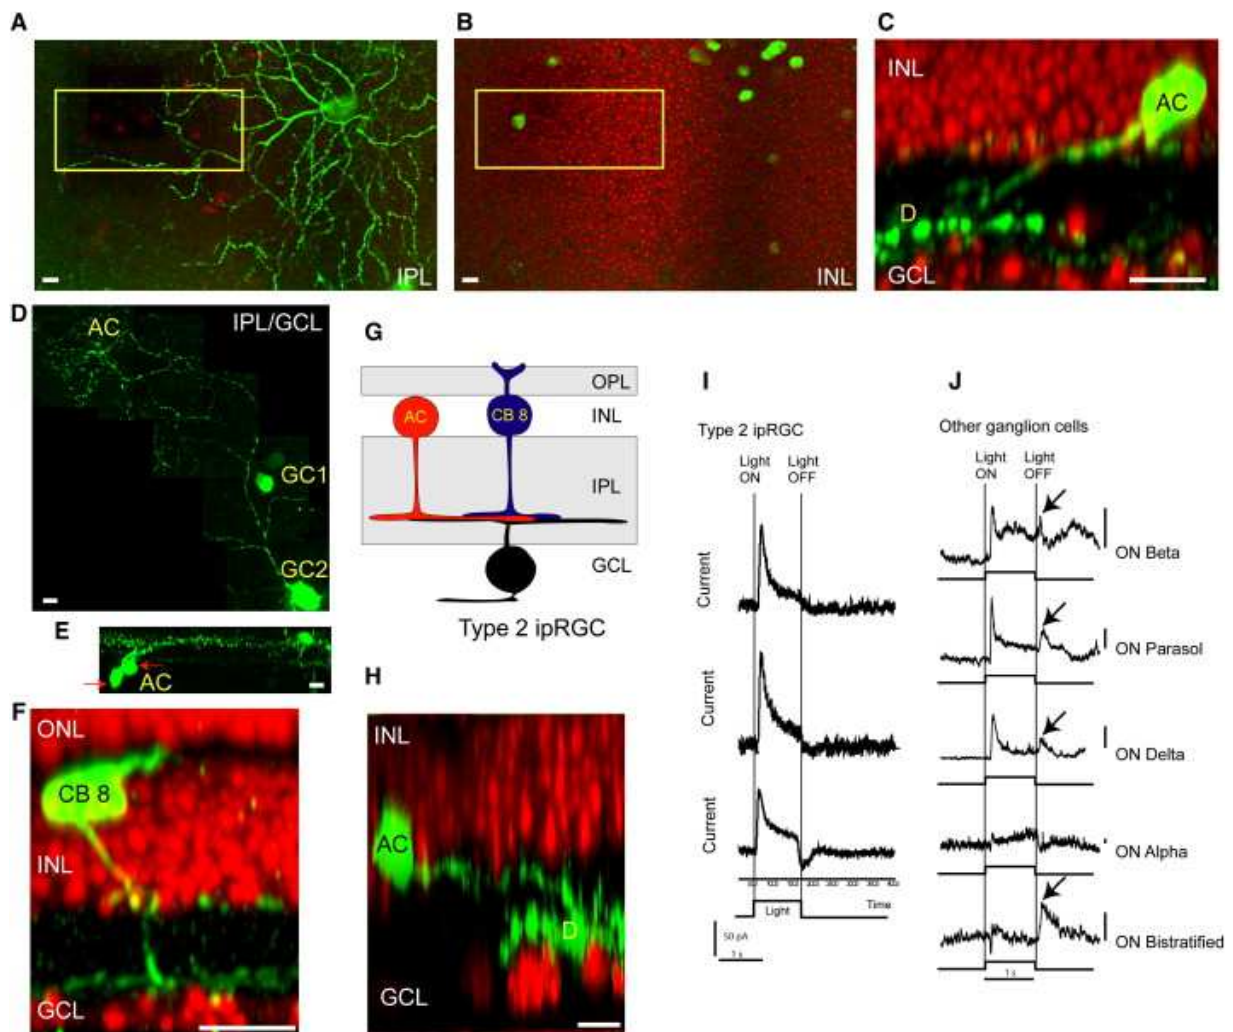 A
IPL
B
INL
C
INL
AC
D
GCL
D
AC
IPL/GCL
GC1
GC2
E
AC
F
ONL
CB 8
INL
GCL
G
OPL
AC
CB 8
INL
IPL
GCL
Type 2 ipRGC
H
INL
AC
D
GCL
I
Type 2 ipRGC
Light
ON
Light
OFF
Current
Current
Current
Time
Light
50 pA
1 s
J
Other ganglion cells
Light
ON
Light
OFF
ON Beta
ON Parasol
ON Delta
ON Alpha
ON Bistratified
1 s